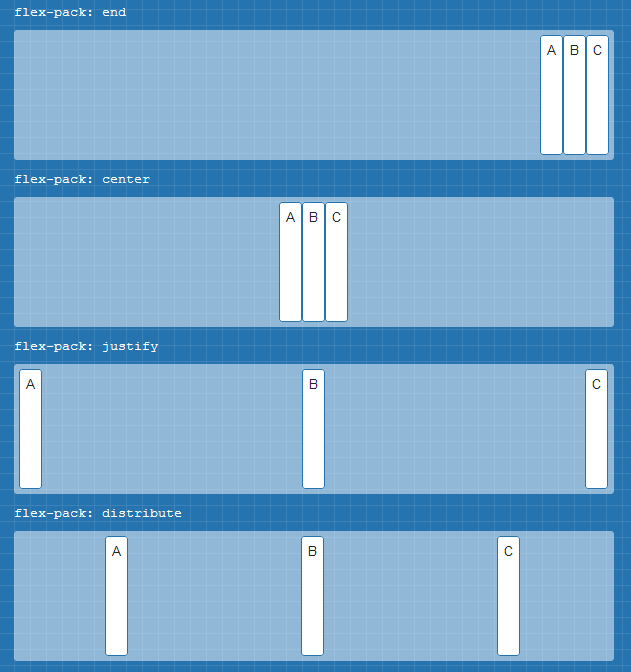 flex-pack: end
A B C
flex-pack: center
A B C
flex-pack: justify
A B C
flex-pack: distribute
A B C